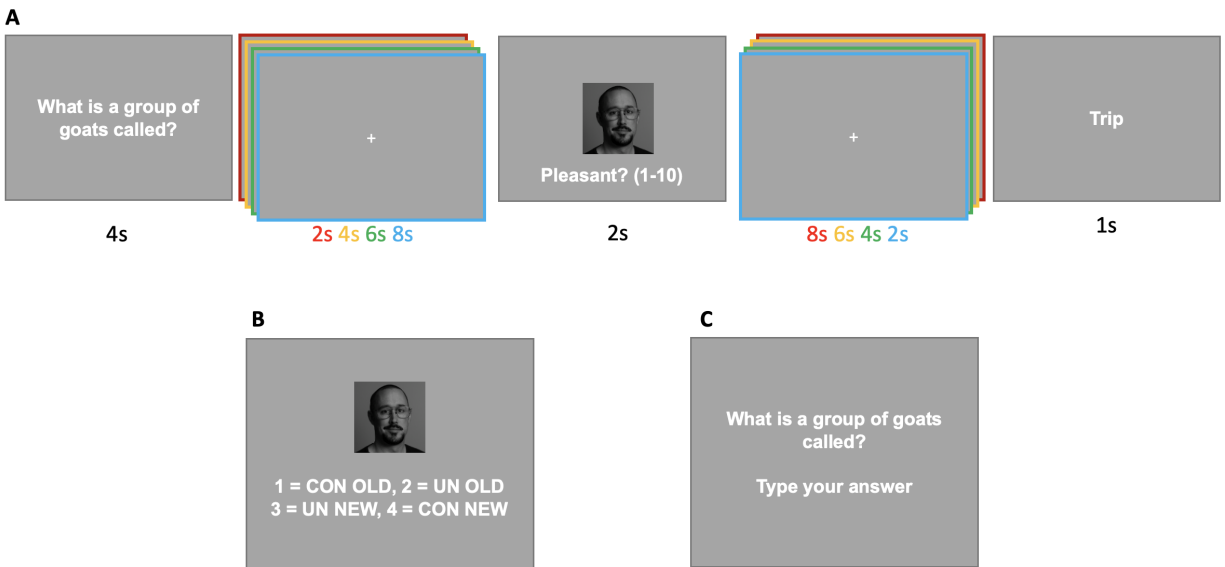 A
What is a group of
goats called?
+
Pleasant? (1-10)
+
Trip
4s
2s 4s 6s 8s
2s
8s 6s 4s 2s
1s
B
1 = CON OLD, 2 = UN OLD
3 = UN NEW, 4 = CON NEW
C
What is a group of goats
called?
Type your answer